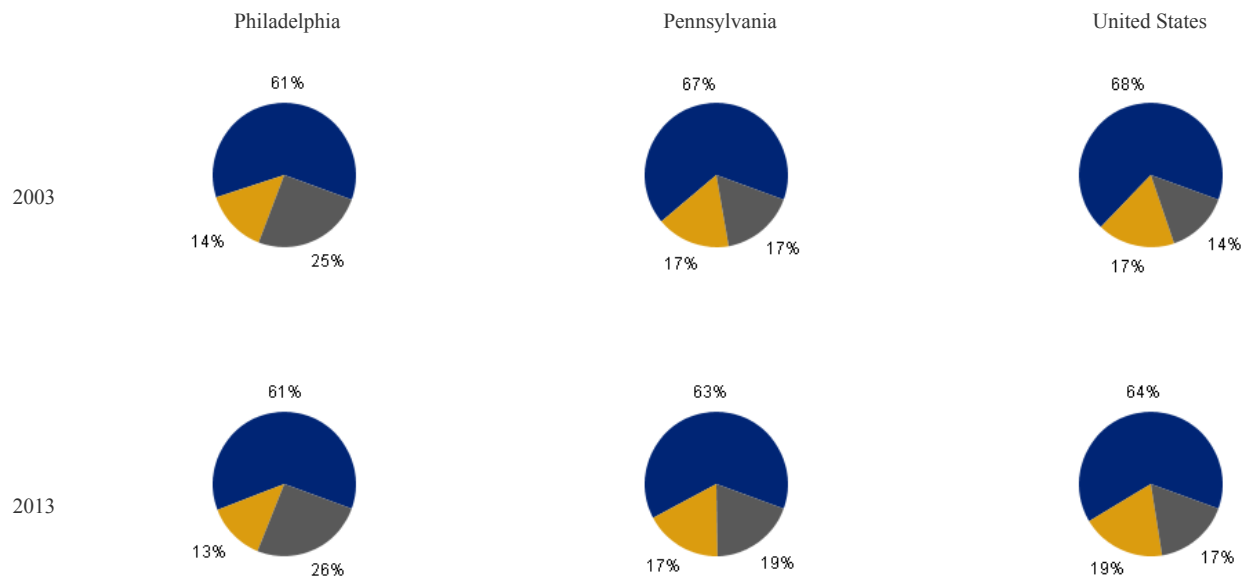 Philadelphia Pennsylvania United States
61% 67% 68%
2003
14% 25% 17% 17% 17% 14%
61% 63% 64%
2013
13% 26% 17% 19% 19% 17%